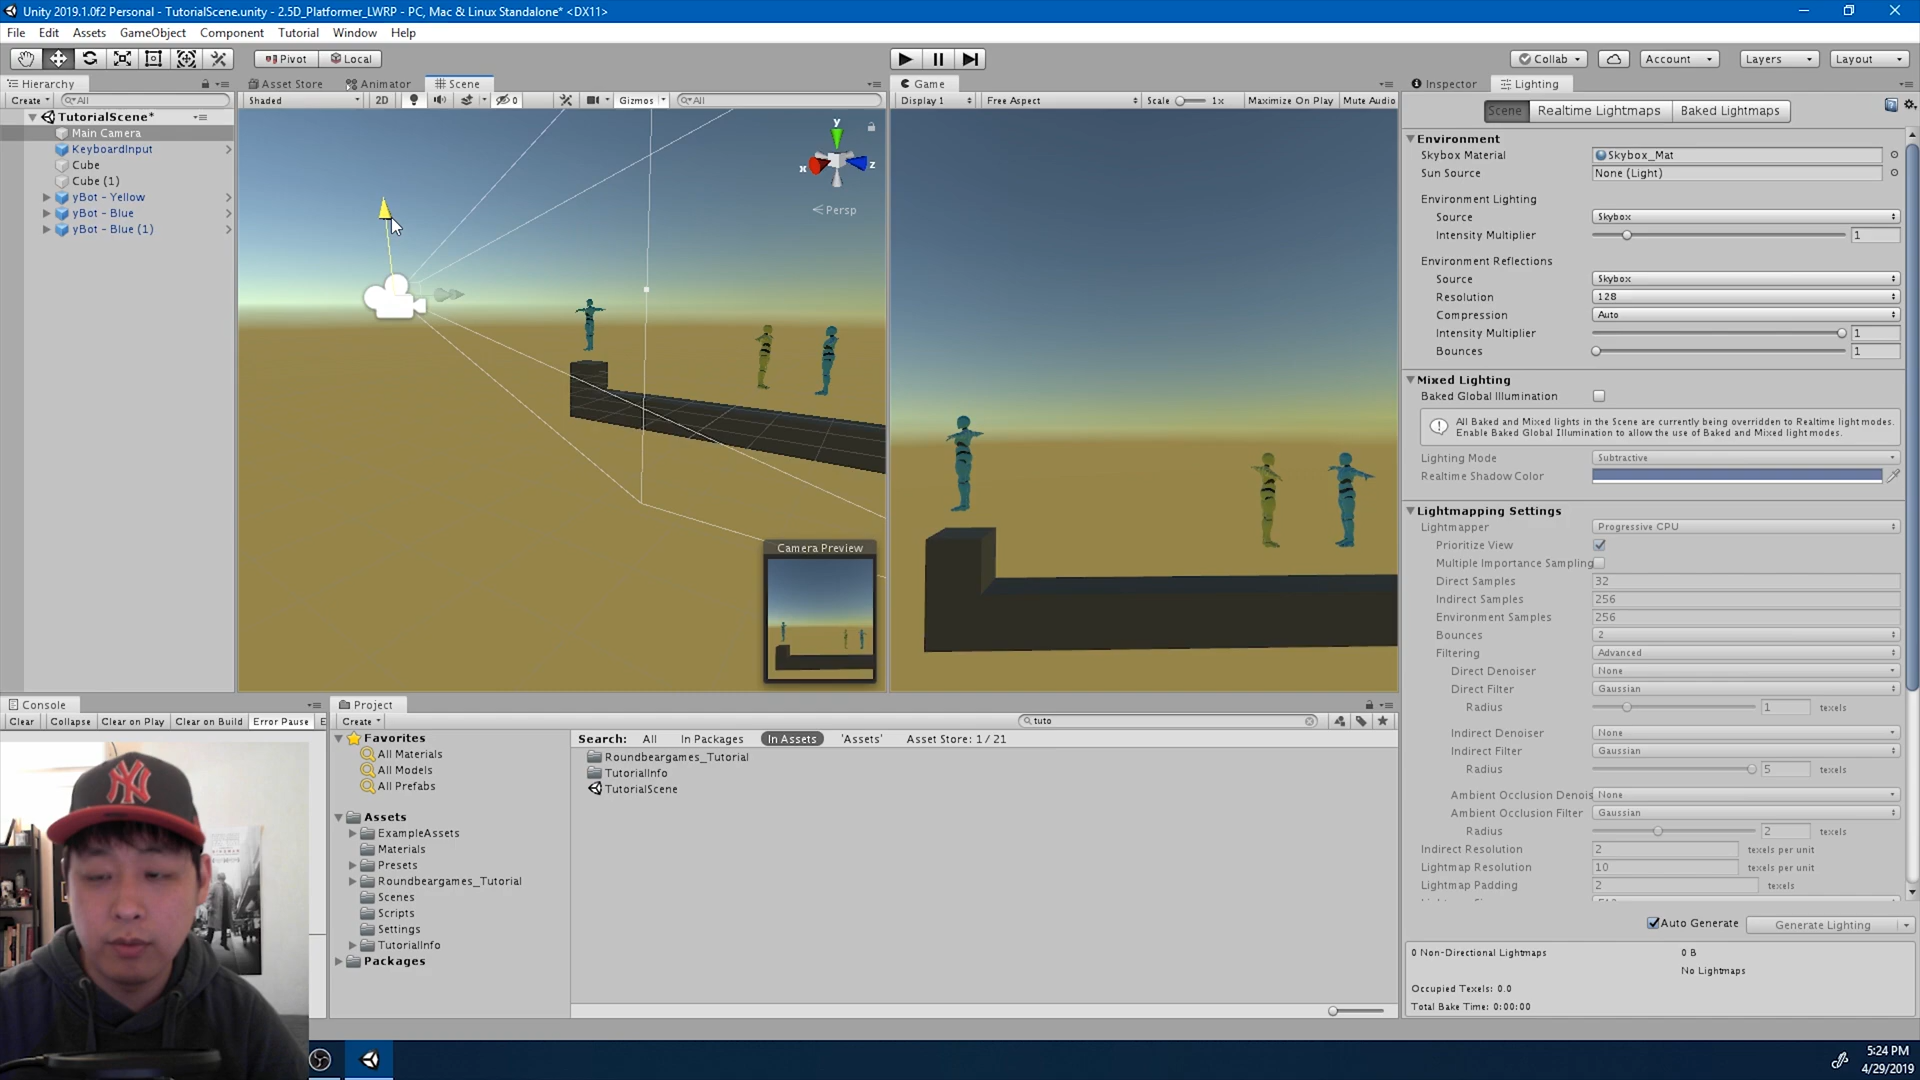 Unity 2019.1.0f2 Personal - TutorialScene.unity - 2.5D_Platformer_LWRP - PC, Mac & Linux Standalone* <DX11>
File Edit Assets GameObject Component Tutorial Window Help
Pivot Local
Collab Account Layers Layout
Hierarchy
Create All
TutorialScene*
Main Camera
KeyboardInput
Cube
Cube (1)
yBot - Yellow
yBot - Blue
yBot - Blue (1)
Asset Store Animator Scene
Shaded 2D 0 Gizmos All
y
x
z
Persp
Camera Preview
Game
Display 1 Free Aspect Scale 1x Maximize On Play Mute Audio
Inspector Lighting
Scene Realtime Lightmaps Baked Lightmaps
Environment
Skybox Material Skybox_Mat
Sun Source None (Light)
Environment Lighting
Source Skybox
Intensity Multiplier 1
Environment Reflections
Source Skybox
Resolution 128
Compression Auto
Intensity Multiplier 1
Bounces 1
Mixed Lighting
Baked Global Illumination
All Baked and Mixed lights in the Scene are currently being overridden to Realtime light modes.
Enable Baked Global Illumination to allow the use of Baked and Mixed light modes.
Lighting Mode Subtractive
Realtime Shadow Color
Lightmapping Settings
Lightmapper Progressive CPU
Prioritize View
Multiple Importance Sampling
Direct Samples 32
Indirect Samples 256
Environment Samples 256
Bounces 2
Filtering Advanced
Direct Denoiser None
Direct Filter Gaussian
Radius 1 texels
Indirect Denoiser None
Indirect Filter Gaussian
Radius 5 texels
Ambient Occlusion Denois None
Ambient Occlusion Filter Gaussian
Radius 2 texels
Indirect Resolution 2 texels per unit
Lightmap Resolution 10 texels per unit
Lightmap Padding 2 texels
Auto Generate Generate Lighting
0 Non-Directional Lightmaps 0 B
No Lightmaps
Occupied Texels: 0.0
Total Bake Time: 0:00:00
Console
Clear Collapse Clear on Play Clear on Build Error Pause E
Project
Create tuto
Favorites
All Materials
All Models
All Prefabs
Assets
ExampleAssets
Materials
Presets
Roundbeargames_Tutorial
Scenes
Scripts
Settings
TutorialInfo
Packages
Search: All In Packages In Assets 'Assets' Asset Store: 1 / 21
Roundbeargames_Tutorial
TutorialInfo
TutorialScene
NY
5:24 PM
4/29/2019